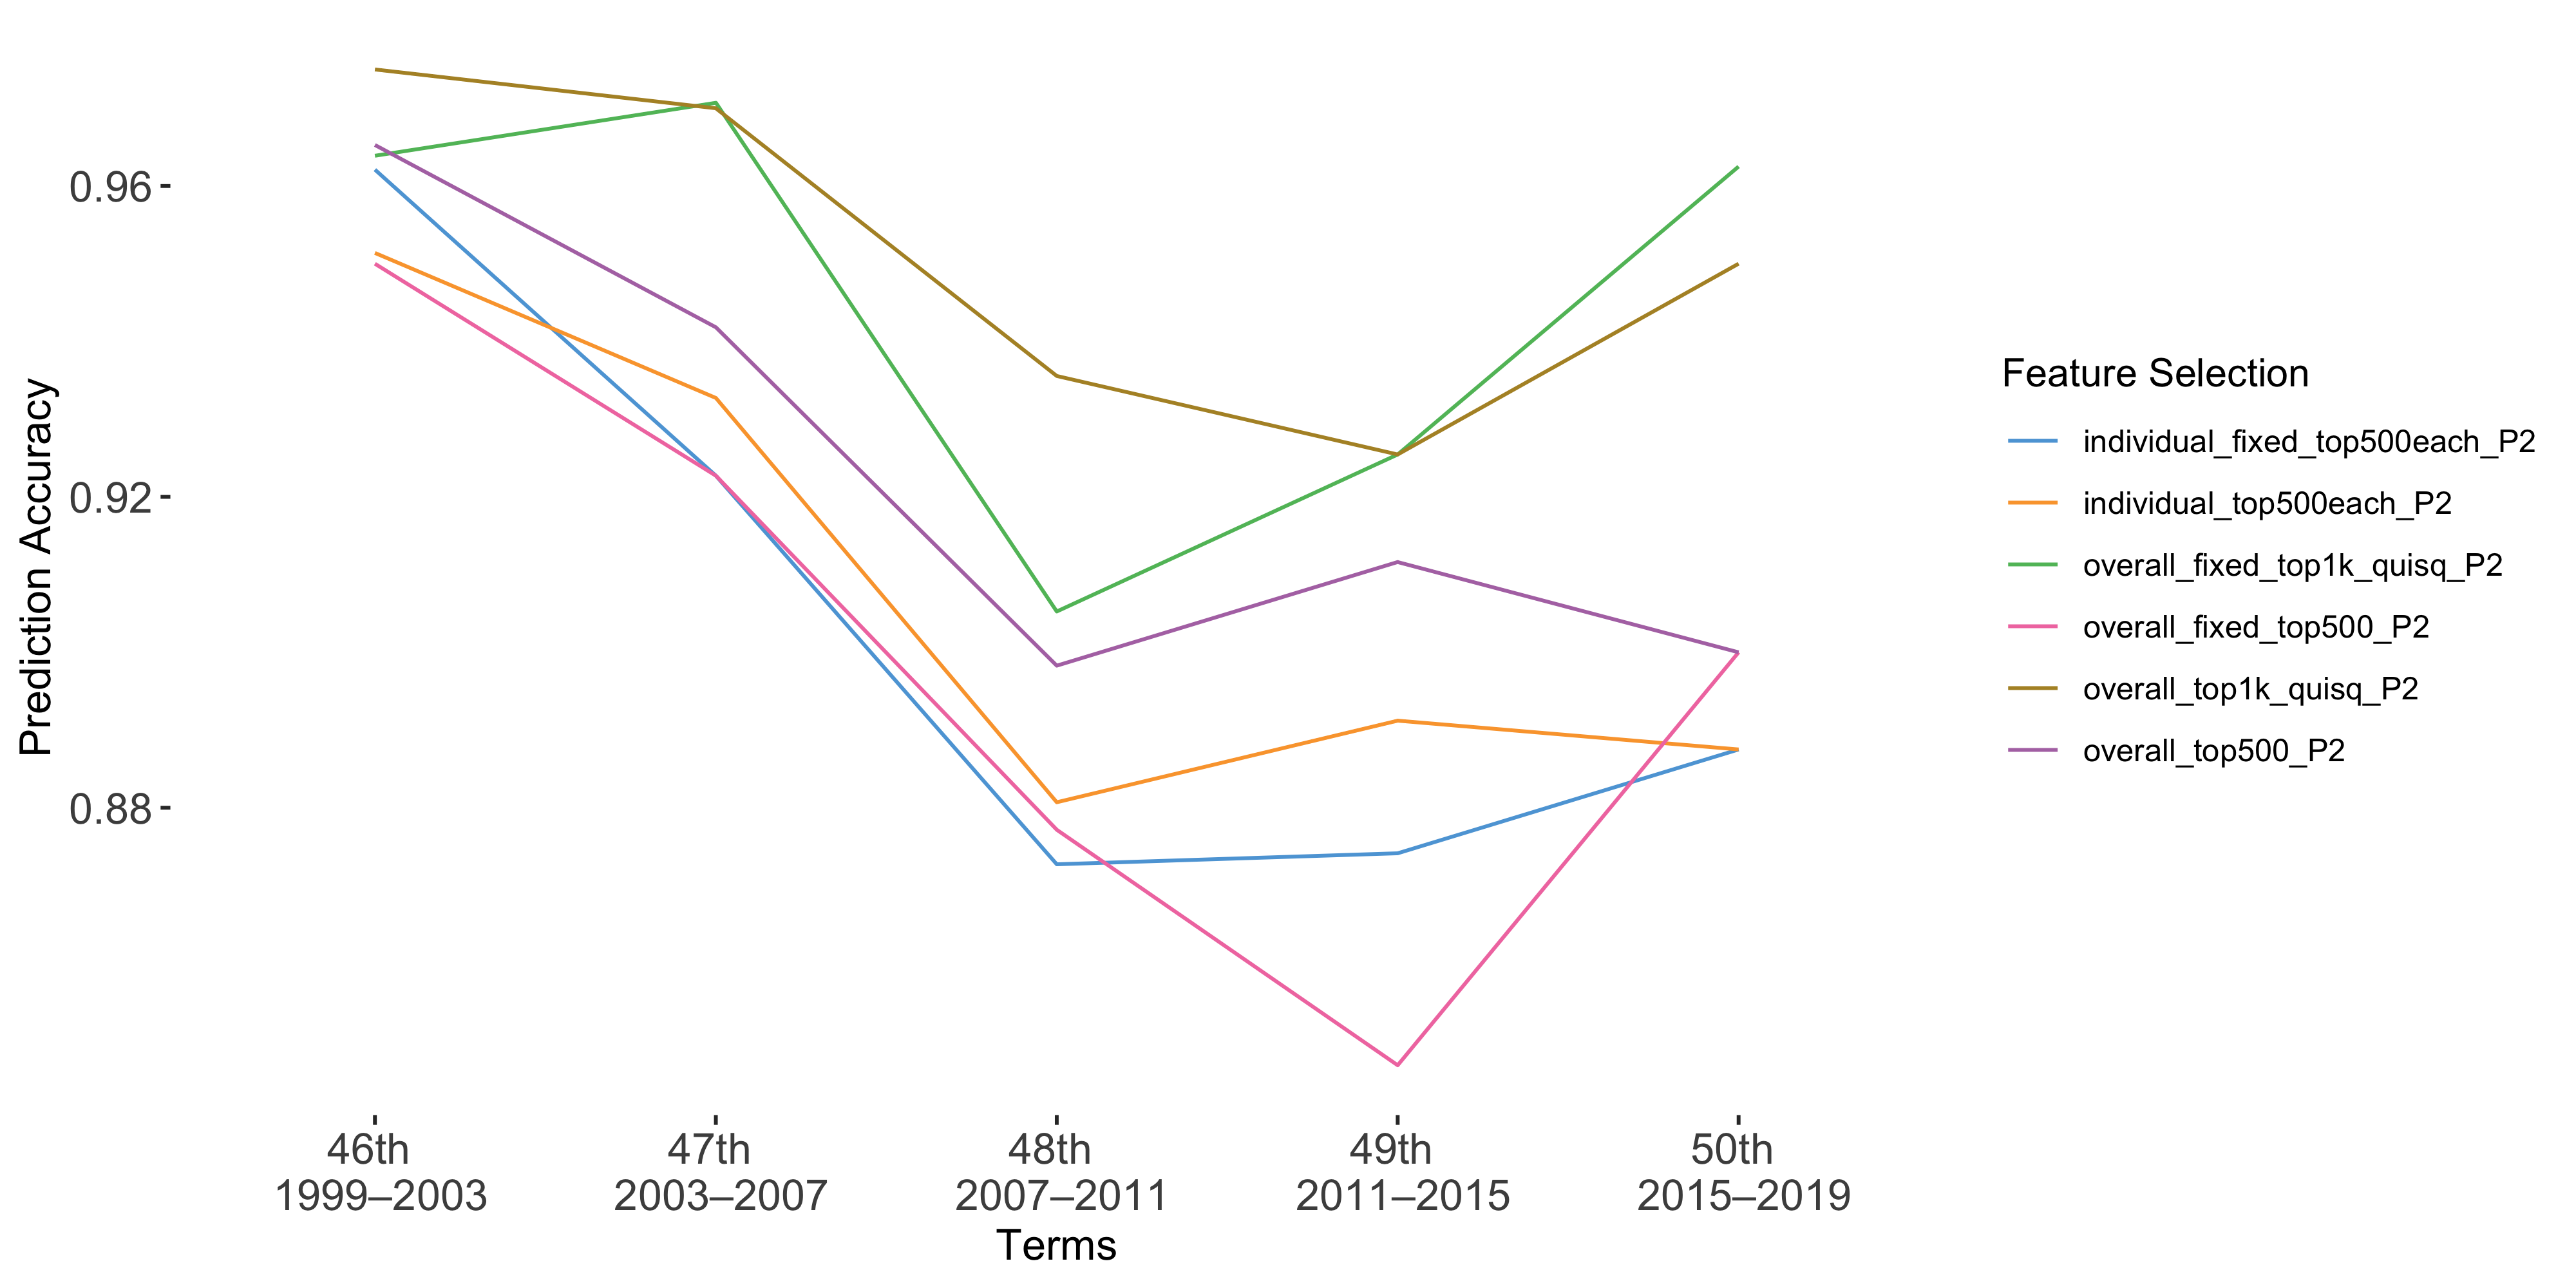 0.96
0.92
0.88
Prediction Accuracy
46th
1999–2003
47th
2003–2007
48th
2007–2011
49th
2011–2015
50th
2015–2019
Terms
Feature Selection
individual_fixed_top500each_P2
individual_top500each_P2
overall_fixed_top1k_quisq_P2
overall_fixed_top500_P2
overall_top1k_quisq_P2
overall_top500_P2